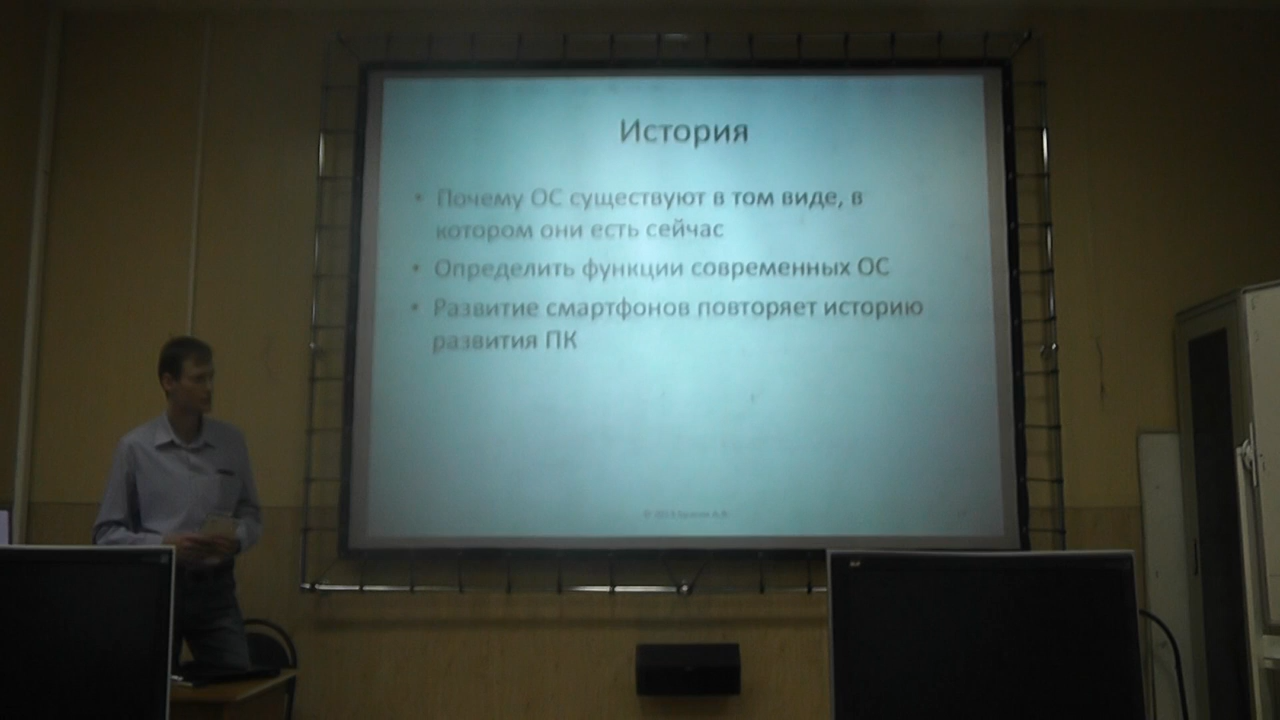 История
• Почему ОС существуют в том виде, в
котором они есть сейчас
• Определить функции современных ОС
• Развитие смартфонов повторяет историю
развития ПК